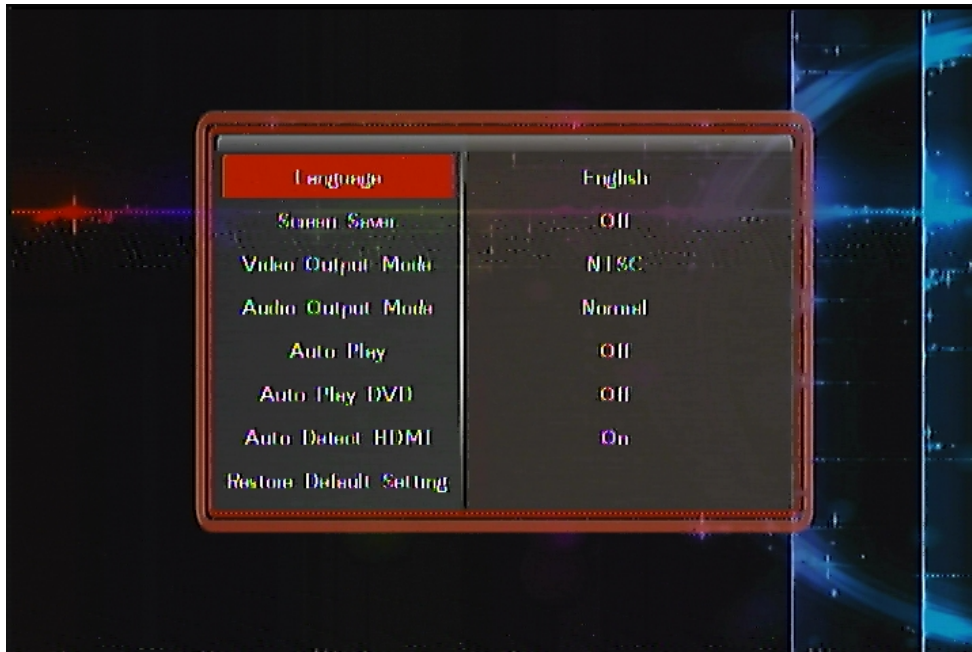 Language English
Screen Saver Off
Video Output Mode NTSC
Audio Output Mode Normal
Auto Play Off
Auto Play DVD Off
Auto Detect HDMI On
Restore Default Setting